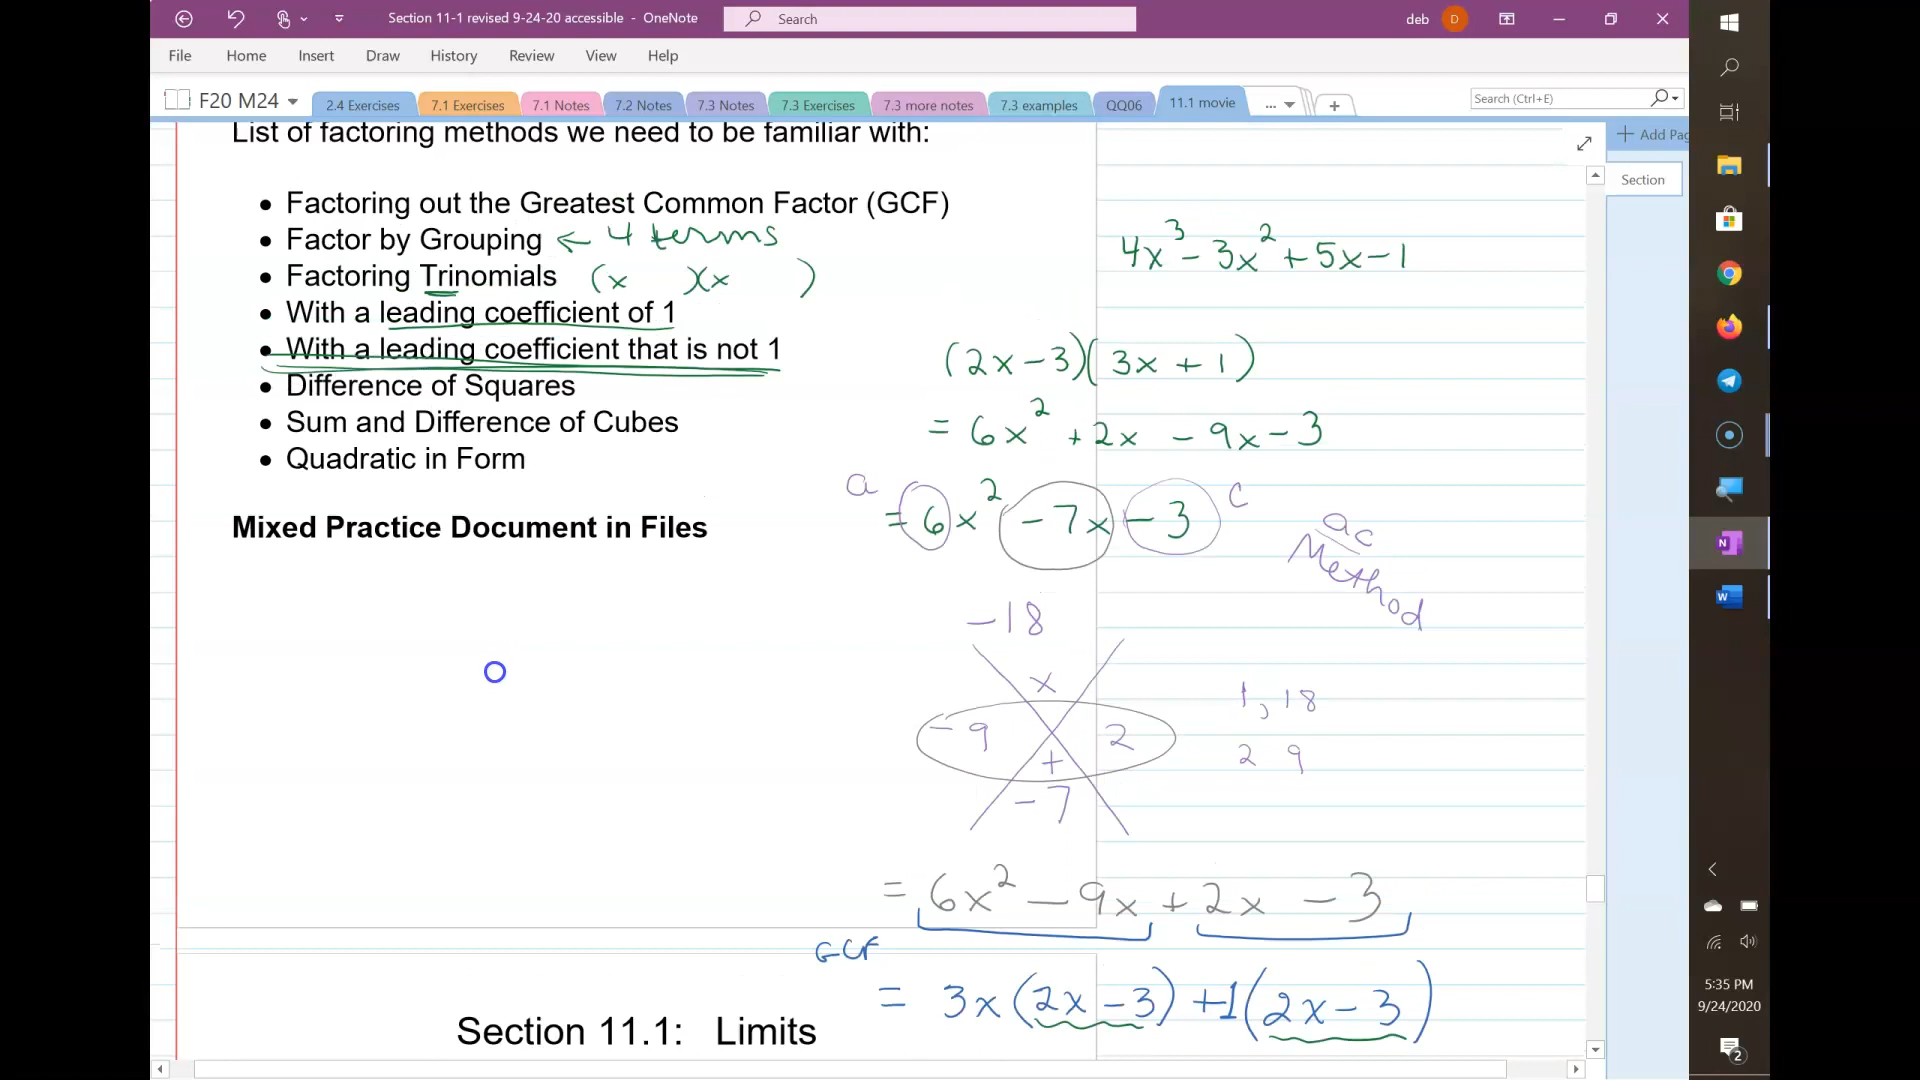 Section 11-1 revised 9-24-20 accessible - OneNote
Search
deb D
File Home Insert Draw History Review View Help
F20 M24
2.4 Exercises 7.1 Exercises 7.1 Notes 7.2 Notes 7.3 Notes 7.3 Exercises 7.3 more notes 7.3 examples QQ06 11.1 movie ... +
Search (Ctrl+E)
Add Pag
Section
List of factoring methods we need to be familiar with:
• Factoring out the Greatest Common Factor (GCF)
• Factor by Grouping ← 4 terms
• Factoring Trinomials (x )(x )
• With a leading coefficient of 1
• With a leading coefficient that is not 1
• Difference of Squares
• Sum and Difference of Cubes
• Quadratic in Form
Mixed Practice Document in Files
4x³ - 3x² + 5x - 1
(2x - 3)(3x + 1)
= 6x² + 2x - 9x - 3
a = 6x² - 7x - 3 c
ac
Method
-18
x
-9 2
+
-7
1, 18
2 9
= 6x² - 9x + 2x - 3
GCF
= 3x(2x - 3) + 1(2x - 3)
Section 11.1: Limits
5:35 PM
9/24/2020
2